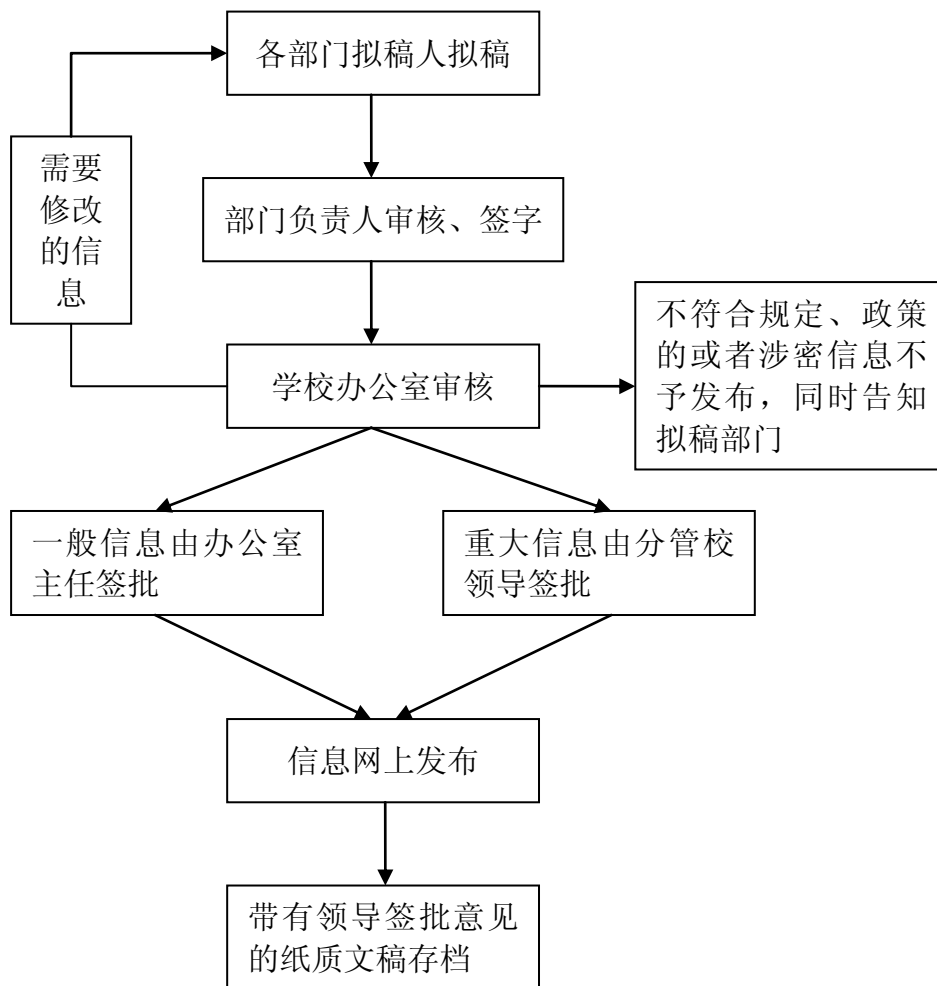 各部门拟稿人拟稿
需要
修改
的信
息
部门负责人审核、签字
不符合规定、政策
的或者涉密信息不
予发布，同时告知
拟稿部门
学校办公室审核
一般信息由办公室
主任签批
重大信息由分管校
领导签批
信息网上发布
带有领导签批意见
的纸质文稿存档